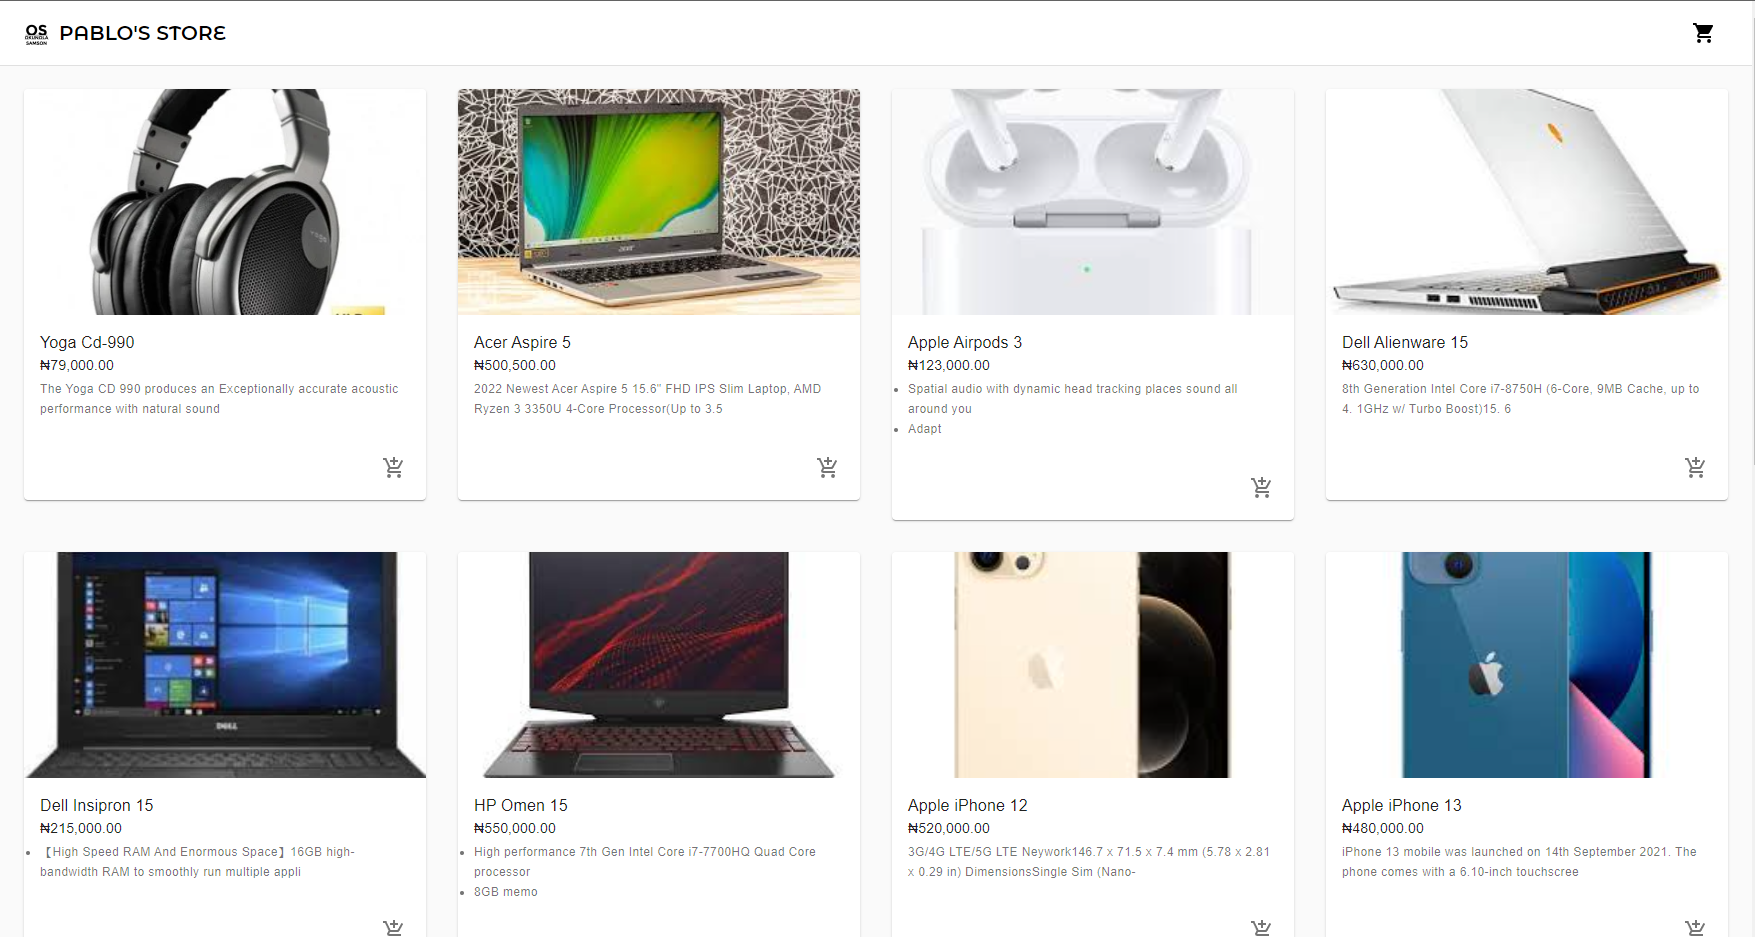 OS
OKUNOLA
SAMSON
PABLO'S STORE
Yoga Cd-990
₦79,000.00
The Yoga CD 990 produces an Exceptionally accurate acoustic
performance with natural sound
acer
Acer Aspire 5
₦500,500.00
2022 Newest Acer Aspire 5 15.6" FHD IPS Slim Laptop, AMD
Ryzen 3 3350U 4-Core Processor(Up to 3.5
Apple Airpods 3
₦123,000.00
• Spatial audio with dynamic head tracking places sound all
around you
• Adapt
Dell Alienware 15
₦630,000.00
8th Generation Intel Core i7-8750H (6-Core, 9MB Cache, up to
4. 1GHz w/ Turbo Boost)15. 6
DELL
Dell Insipron 15
₦215,000.00
• 【High Speed RAM And Enormous Space】16GB high-
bandwidth RAM to smoothly run multiple appli
HP Omen 15
₦550,000.00
• High performance 7th Gen Intel Core i7-7700HQ Quad Core
processor
• 8GB memo
Apple iPhone 12
₦520,000.00
3G/4G LTE/5G LTE Neywork146.7 x 71.5 x 7.4 mm (5.78 x 2.81
x 0.29 in) DimensionsSingle Sim (Nano-
Apple iPhone 13
₦480,000.00
iPhone 13 mobile was launched on 14th September 2021. The
phone comes with a 6.10-inch touchscree